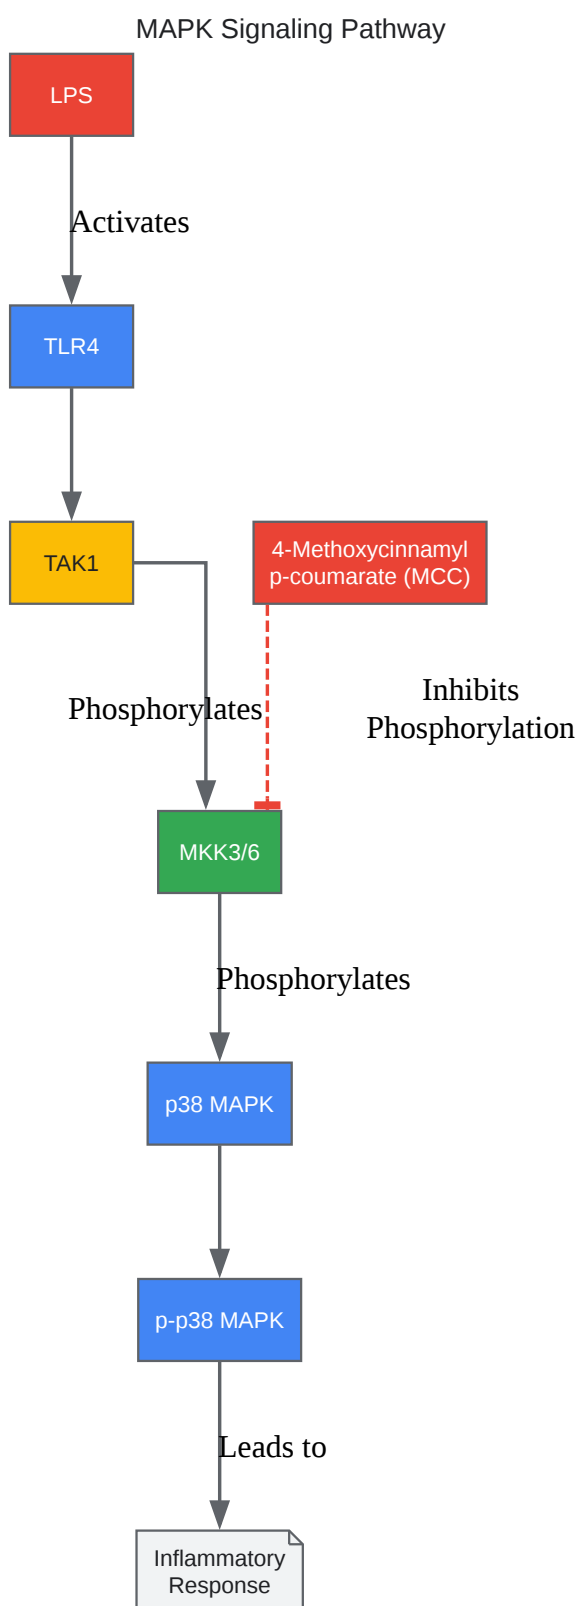 MAPK Signaling Pathway
LPS
Activates
TLR4
TAK1
4-Methoxycinnamyl
p-coumarate (MCC)
Phosphorylates
Inhibits
Phosphorylation
MKK3/6
Phosphorylates
p38 MAPK
p-p38 MAPK
Leads to
Inflammatory
Response